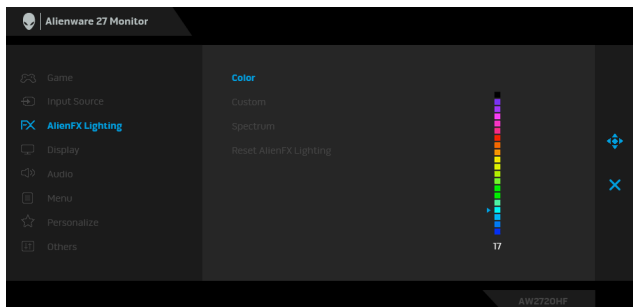 Alienware 27 Monitor
Game
Color
Input Source
Custom
FX AlienFX Lighting
Spectrum
Display
Reset AlienFX Lighting
Audio
Menu
Personalize
Others
17
AW2720HF